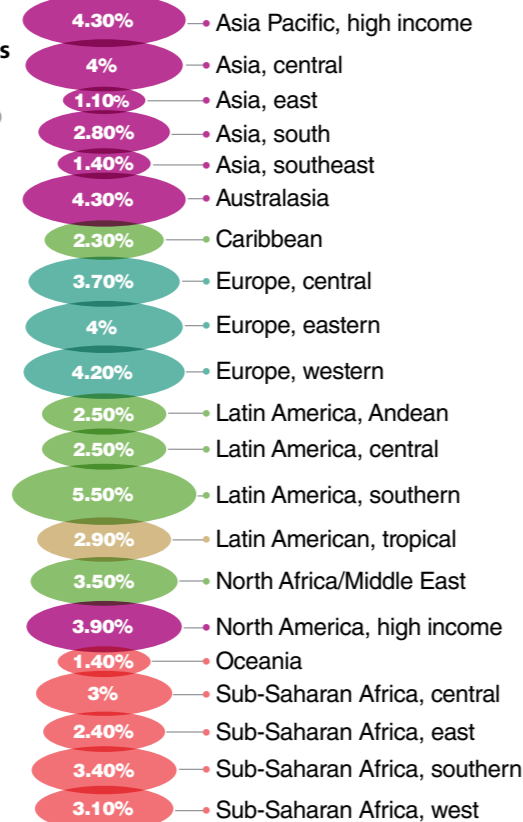 4.30% Asia Pacific, high income
s
4% Asia, central
1.10% Asia, east
2.80% Asia, south
1.40% Asia, southeast
4.30% Australasia
2.30% Caribbean
3.70% Europe, central
4% Europe, eastern
4.20% Europe, western
2.50% Latin America, Andean
2.50% Latin America, central
5.50% Latin America, southern
2.90% Latin American, tropical
3.50% North Africa/Middle East
3.90% North America, high income
1.40% Oceania
3% Sub-Saharan Africa, central
2.40% Sub-Saharan Africa, east
3.40% Sub-Saharan Africa, southern
3.10% Sub-Saharan Africa, west